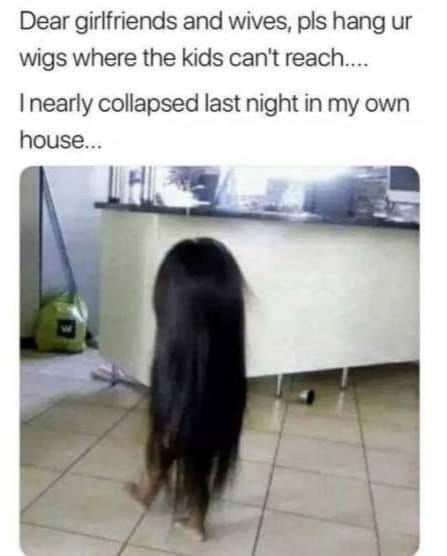 Dear girlfriends and wives, pls hang ur
wigs where the kids can't reach....
I nearly collapsed last night in my own
house...
W